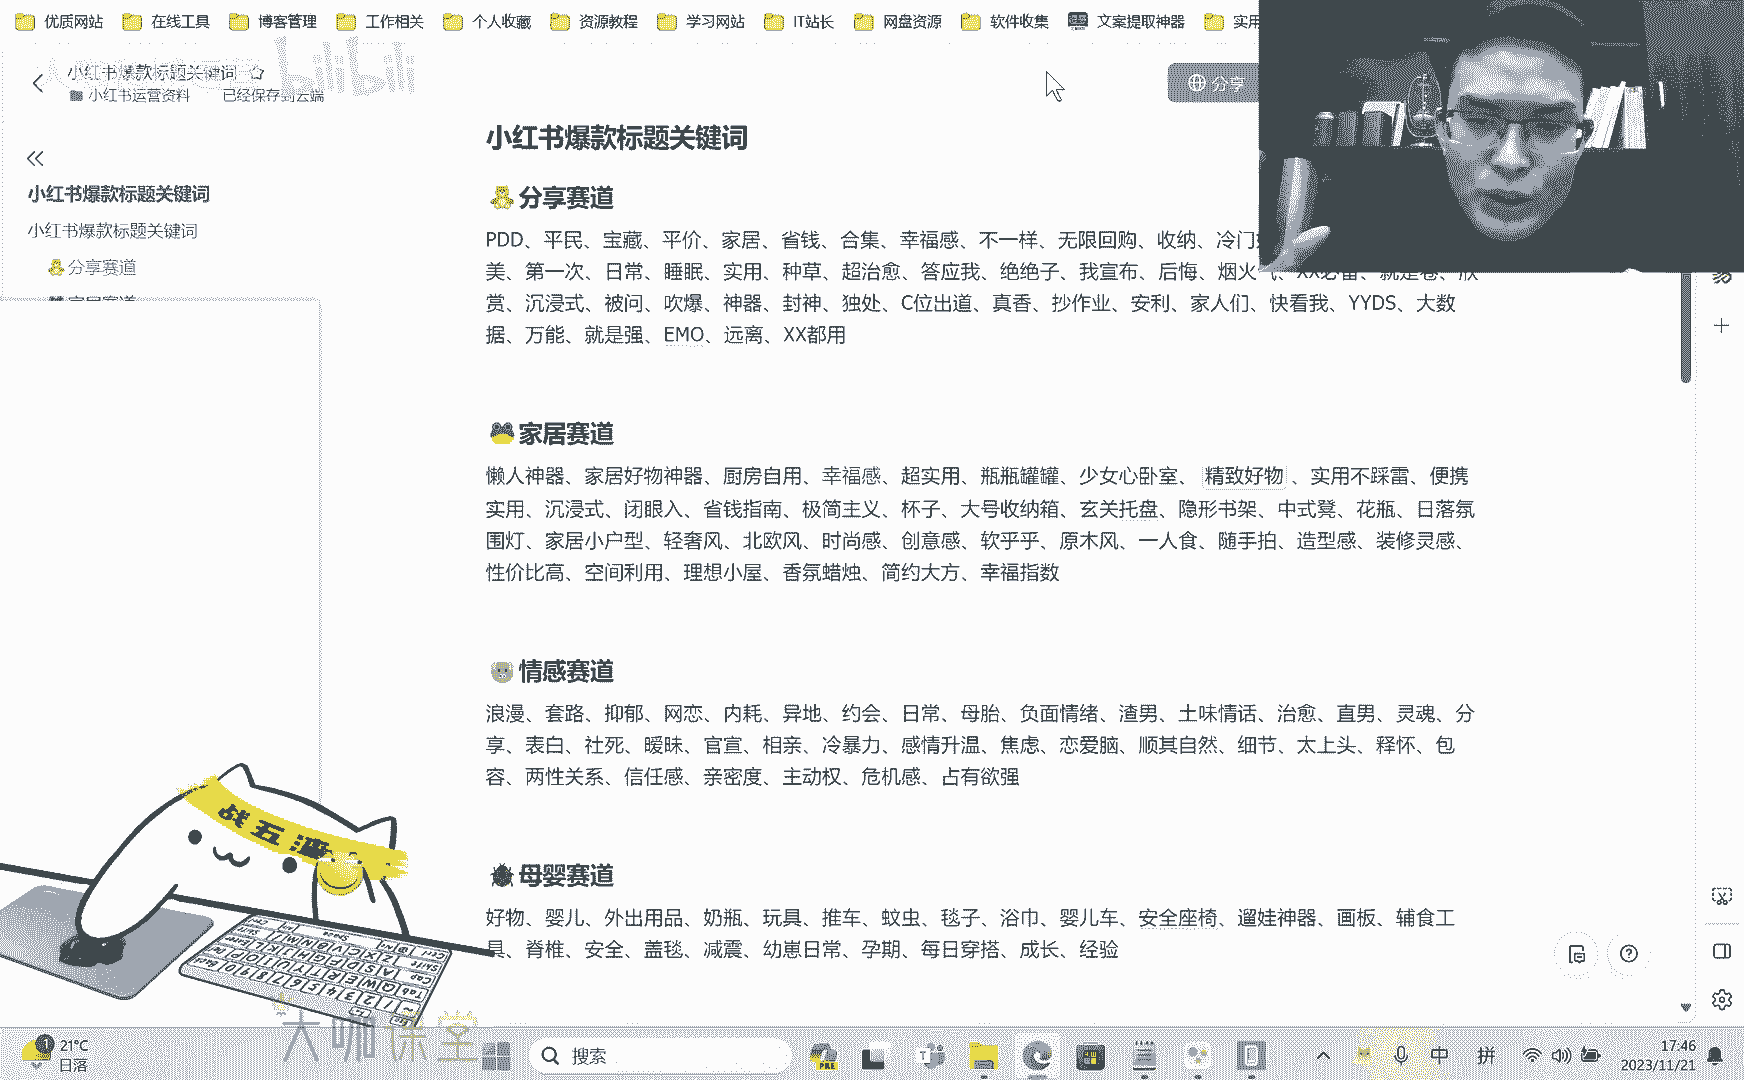 优质网站 在线工具 博客管理 工作相关 个人收藏 资源教程 学习网站 IT站长 网盘资源 软件收集 文案提取神器 实用
小红书爆款标题关键词
小红书运营资料 已经保存到云端
bilibili
分享
小红书爆款标题关键词
小红书爆款标题关键词
分享赛道
小红书爆款标题关键词
分享赛道
PDD、平民、宝藏、平价、家居、省钱、合集、幸福感、不一样、无限回购、收纳、冷门
美、第一次、日常、睡眠、实用、种草、超治愈、答应我、绝绝子、我宣布、后悔、烟火气、XX必备、就是卷、欣
赏、沉浸式、被问、吹爆、神器、封神、独处、C位出道、真香、抄作业、安利、家人们、快看我、YYDS、大数
据、万能、就是强、EMO、远离、XX都用
家居赛道
懒人神器、家居好物神器、厨房自用、幸福感、超实用、瓶瓶罐罐、少女心卧室、精致好物、实用不踩雷、便携
实用、沉浸式、闭眼入、省钱指南、极简主义、杯子、大号收纳箱、玄关托盘、隐形书架、中式凳、花瓶、日落氛
围灯、家居小户型、轻奢风、北欧风、时尚感、创意感、软乎乎、原木风、一人食、随手拍、造型感、装修灵感、
性价比高、空间利用、理想小屋、香氛蜡烛、简约大方、幸福指数
情感赛道
浪漫、套路、抑郁、网恋、内耗、异地、约会、日常、母胎、负面情绪、渣男、土味情话、治愈、直男、灵魂、分
享、表白、社死、暧昧、官宣、相亲、冷暴力、感情升温、焦虑、恋爱脑、顺其自然、细节、太上头、释怀、包
容、两性关系、信任感、亲密度、主动权、危机感、占有欲强
母婴赛道
好物、婴儿、外出用品、奶瓶、玩具、推车、蚊虫、毯子、浴巾、婴儿车、安全座椅、遛娃神器、画板、辅食工
具、脊椎、安全、盖毯、减震、幼崽日常、孕期、每日穿搭、成长、经验
战五渣
大咖课堂
21°C
日落
搜索
中 拼
17:46
2023/11/21